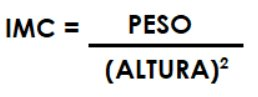 IMC = PESO
(ALTURA)²